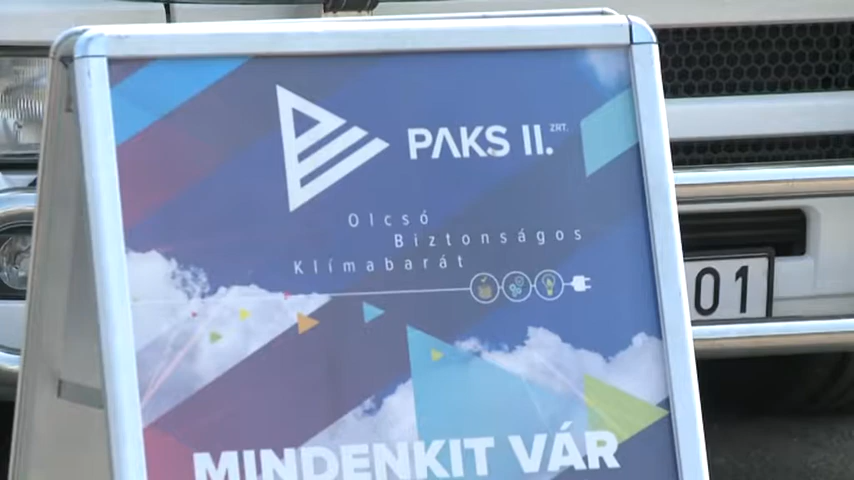 PAKS II. ZRT.
Olcsó
Biztonságos
Klímabarát
MINDENKIT VÁR
01